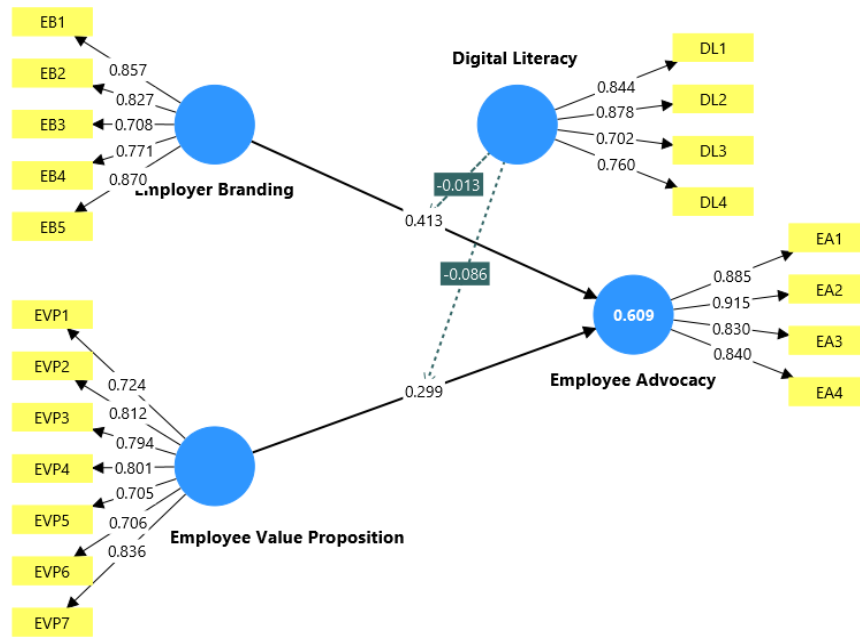 EB1
EB2
EB3
EB4
EB5
0.857
0.827
0.708
0.771
0.870
Employer Branding
Digital Literacy
DL1
DL2
DL3
DL4
0.844
0.878
0.702
0.760
-0.013
0.413
-0.086
0.299
EA1
EA2
EA3
EA4
0.885
0.915
0.830
0.840
0.609
Employee Advocacy
EVP1
EVP2
EVP3
EVP4
EVP5
EVP6
EVP7
0.724
0.812
0.794
0.801
0.705
0.706
0.836
Employee Value Proposition